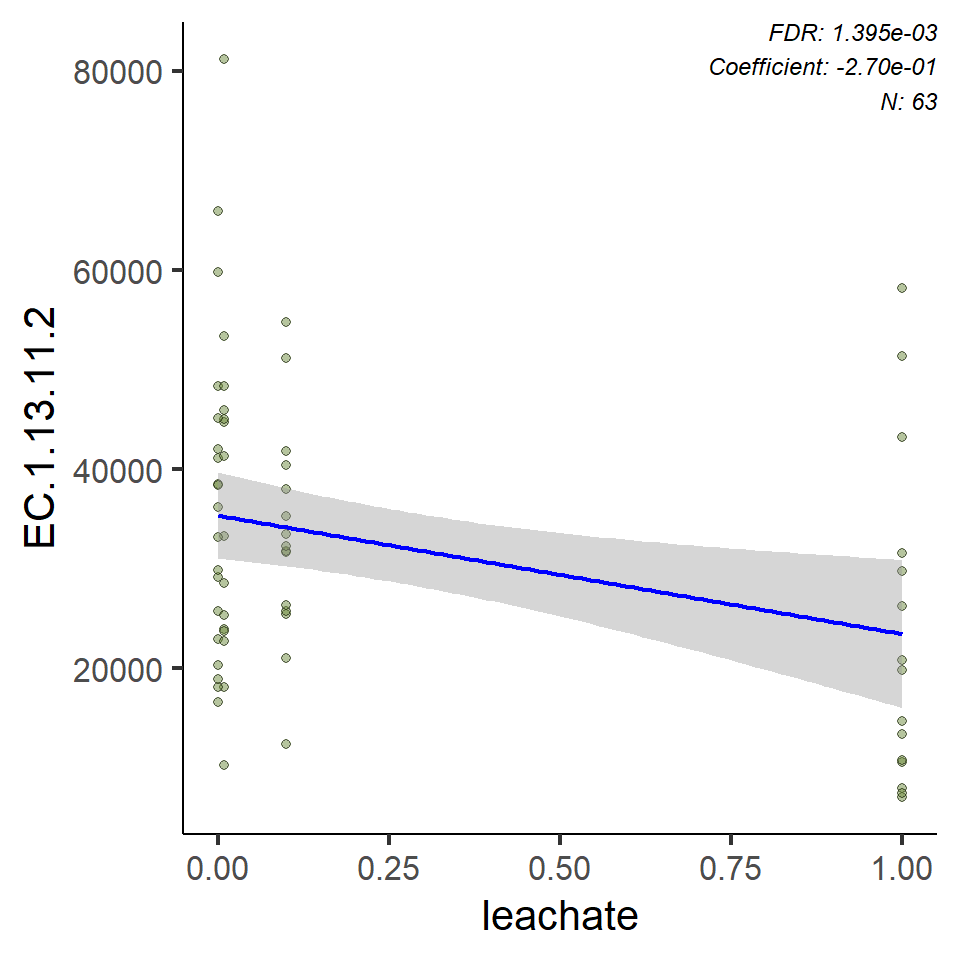 FDR: 1.395e-03
Coefficient: -2.70e-01
N: 63
80000
60000
40000
20000
EC.1.13.11.2
0.00 0.25 0.50 0.75 1.00
leachate